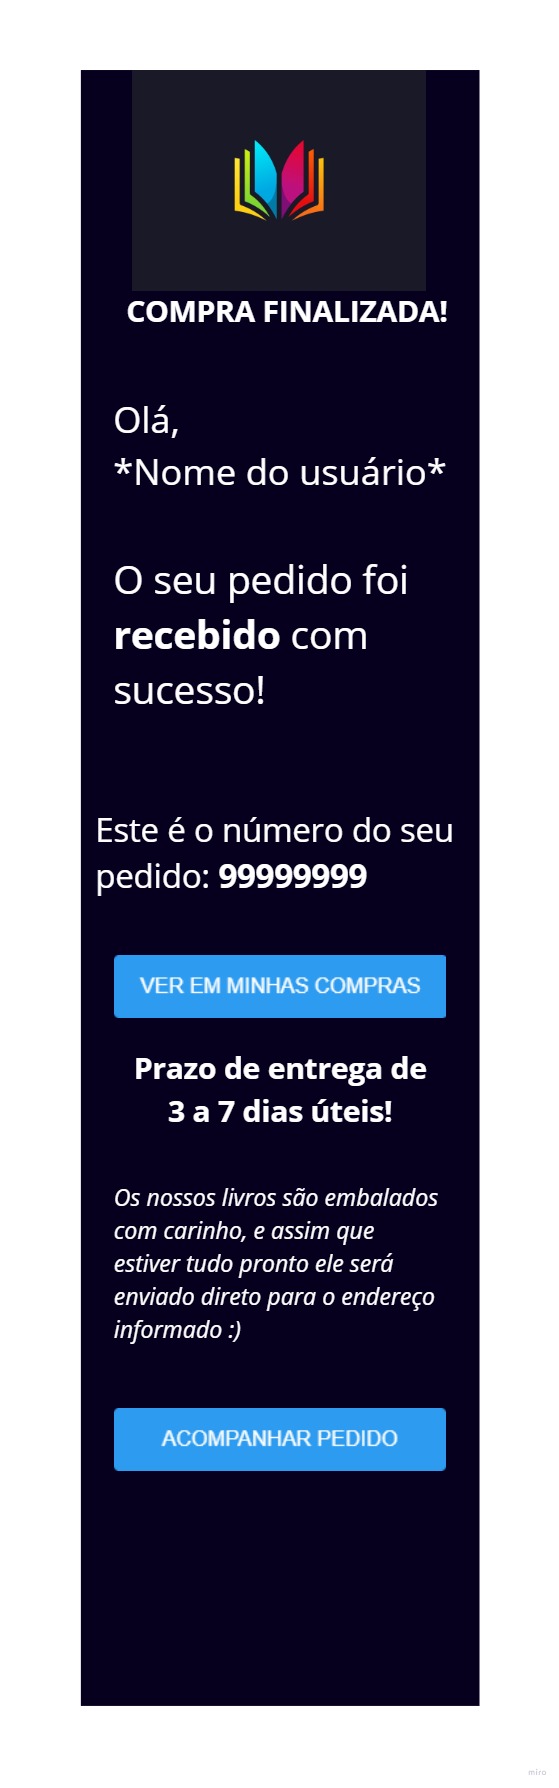 COMPRA FINALIZADA!
Olá,
*Nome do usuário*
O seu pedido foi
recebido com
sucesso!
Este é o número do seu
pedido: 99999999
VER EM MINHAS COMPRAS
Prazo de entrega de
3 a 7 dias úteis!
Os nossos livros são embalados
com carinho, e assim que
estiver tudo pronto ele será
enviado direto para o endereço
informado :)
ACOMPANHAR PEDIDO
miro